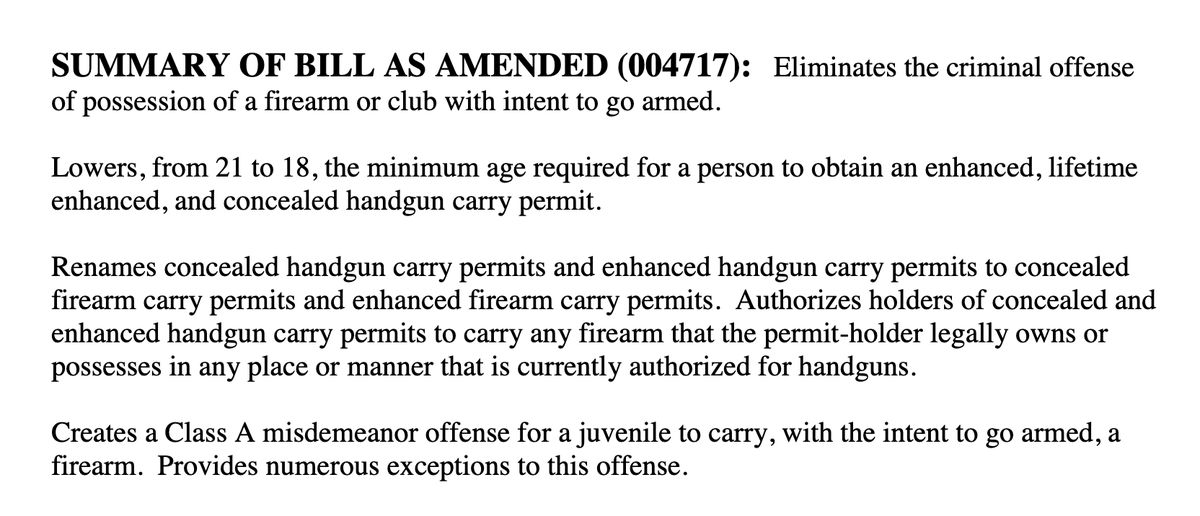 SUMMARY OF BILL AS AMENDED (004717): Eliminates the criminal offense
of possession of a firearm or club with intent to go armed.
Lowers, from 21 to 18, the minimum age required for a person to obtain an enhanced, lifetime
enhanced, and concealed handgun carry permit.
Renames concealed handgun carry permits and enhanced handgun carry permits to concealed
firearm carry permits and enhanced firearm carry permits. Authorizes holders of concealed and
enhanced handgun carry permits to carry any firearm that the permit-holder legally owns or
possesses in any place or manner that is currently authorized for handguns.
Creates a Class A misdemeanor offense for a juvenile to carry, with the intent to go armed, a
firearm. Provides numerous exceptions to this offense.